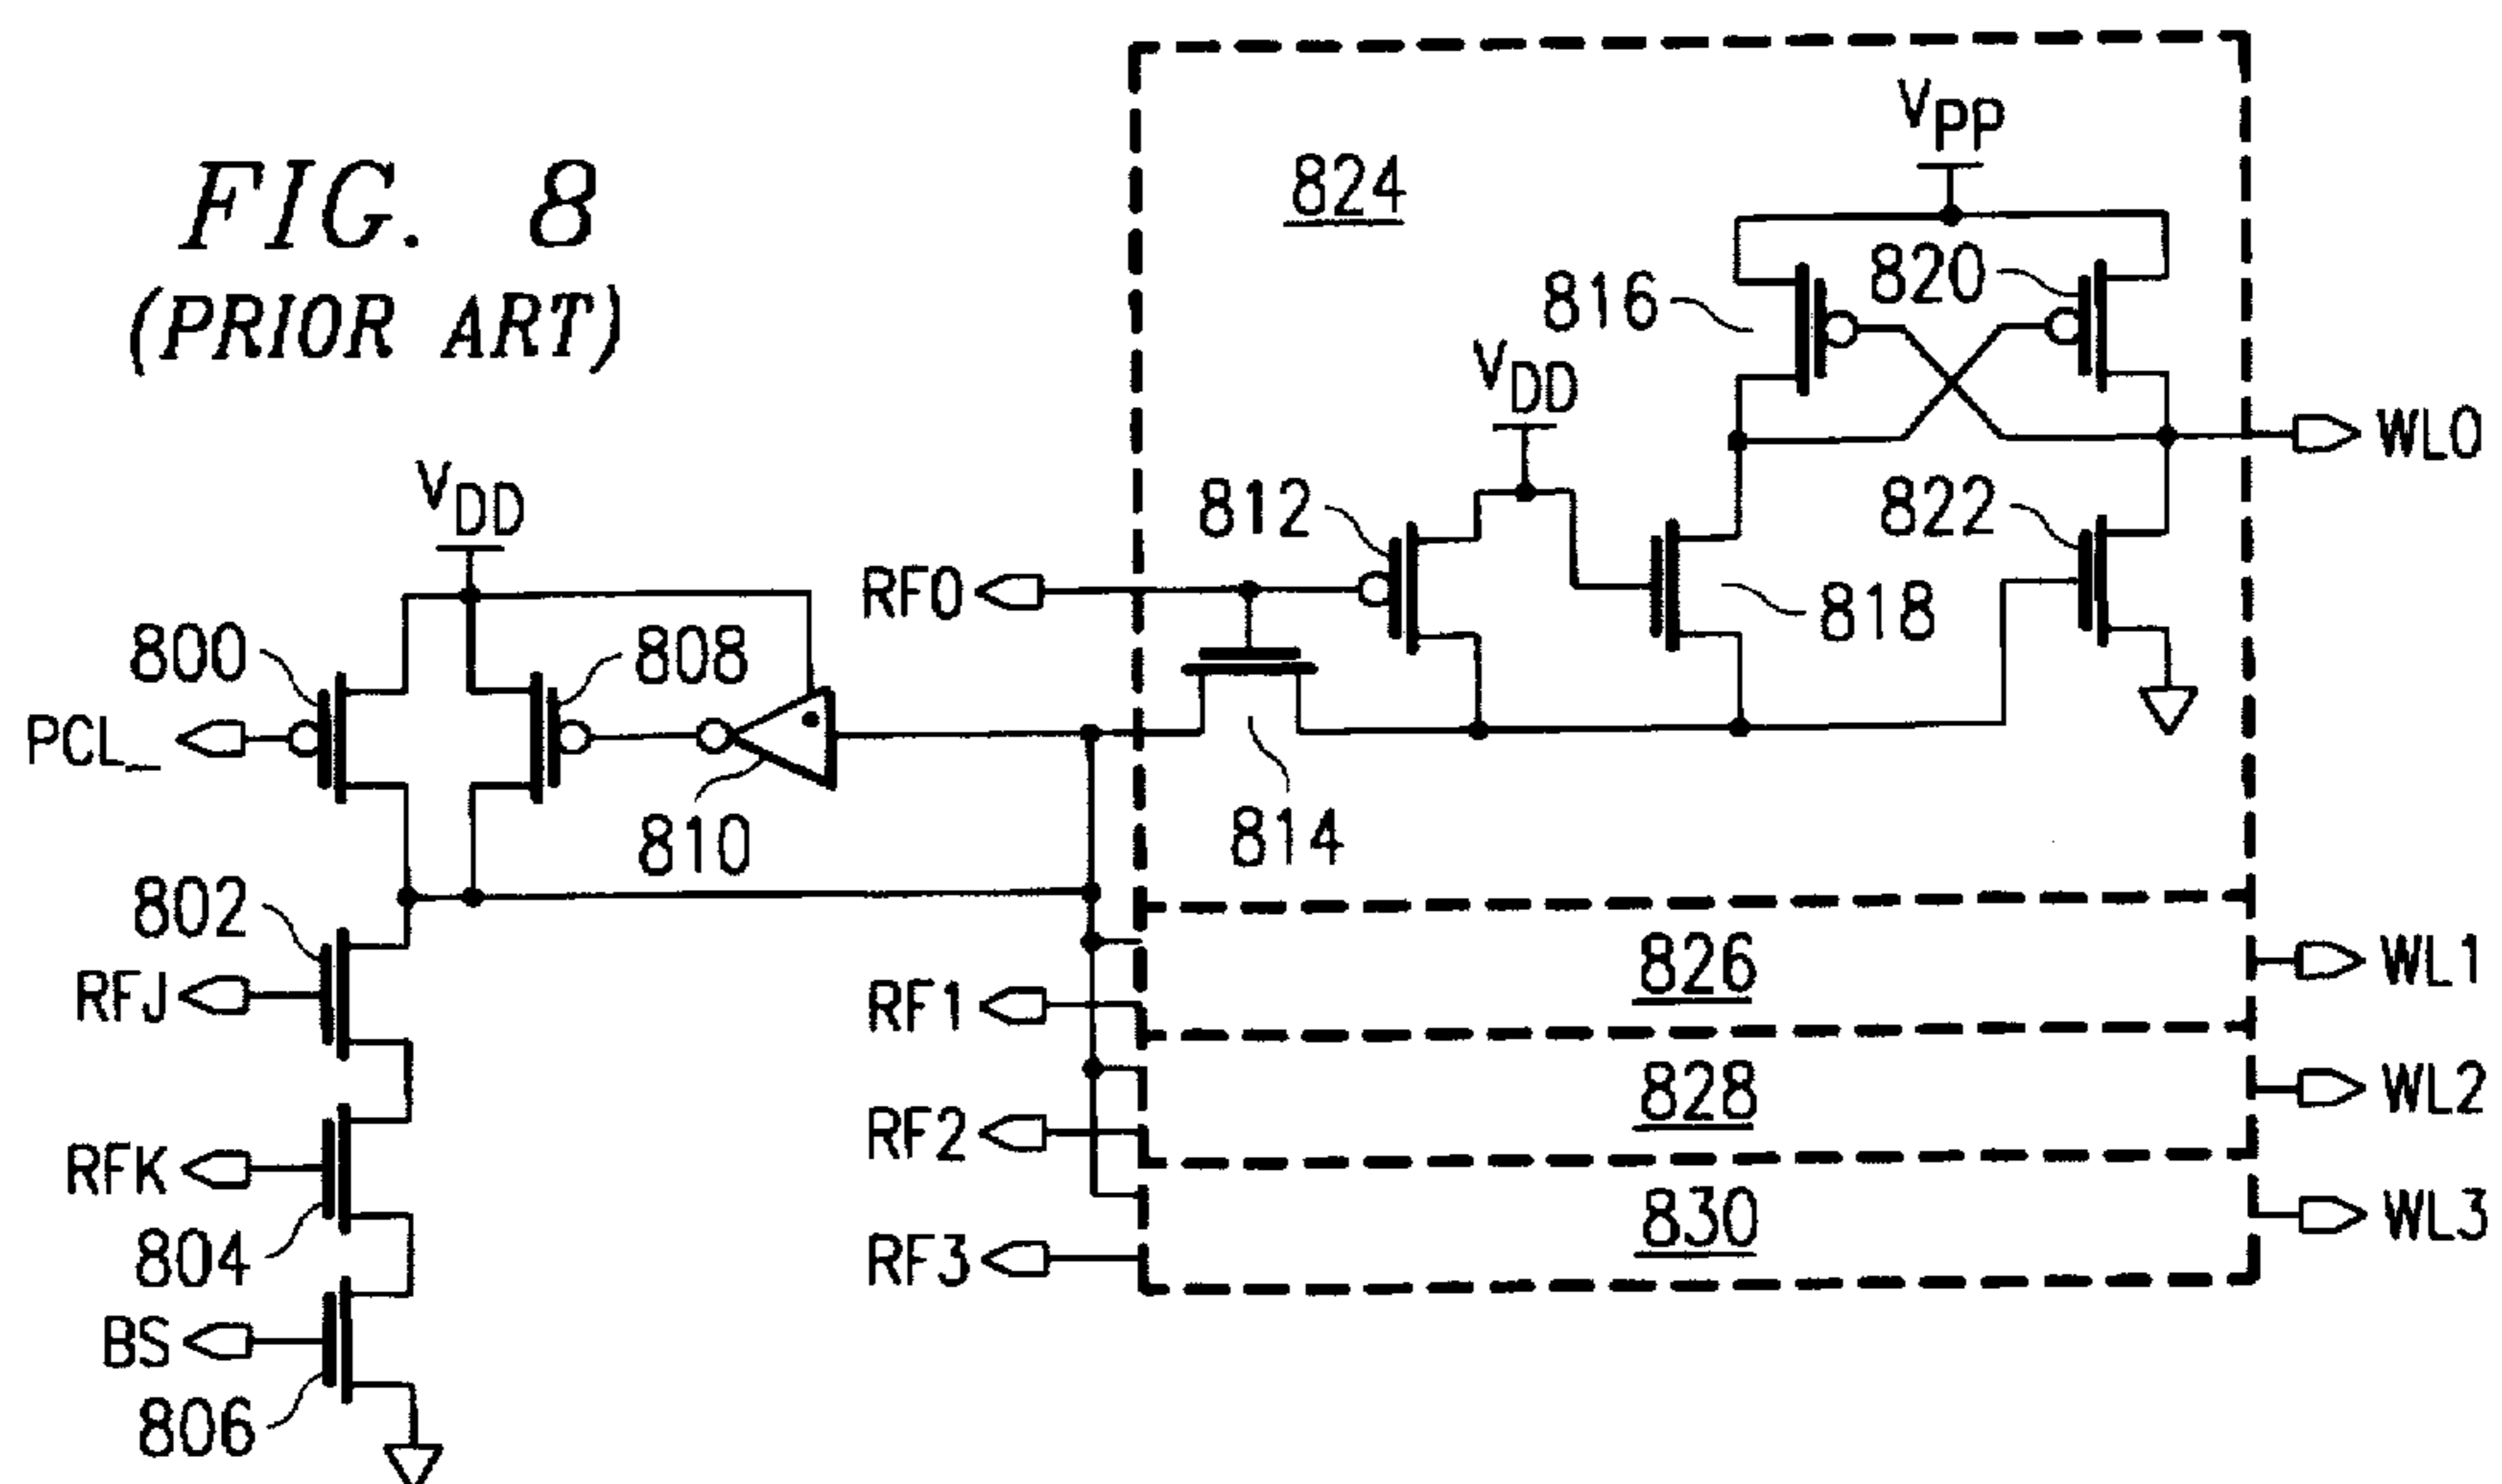 FIG. 8
(PRIOR ART)
824
VPP
816
820
VDD
WL0
812
822
VDD
RF0
818
800
808
PCL_
810
814
802
826
WL1
RFJ
RF1
828
WL2
RF2
RFK
830
WL3
804
RF3
BS
806